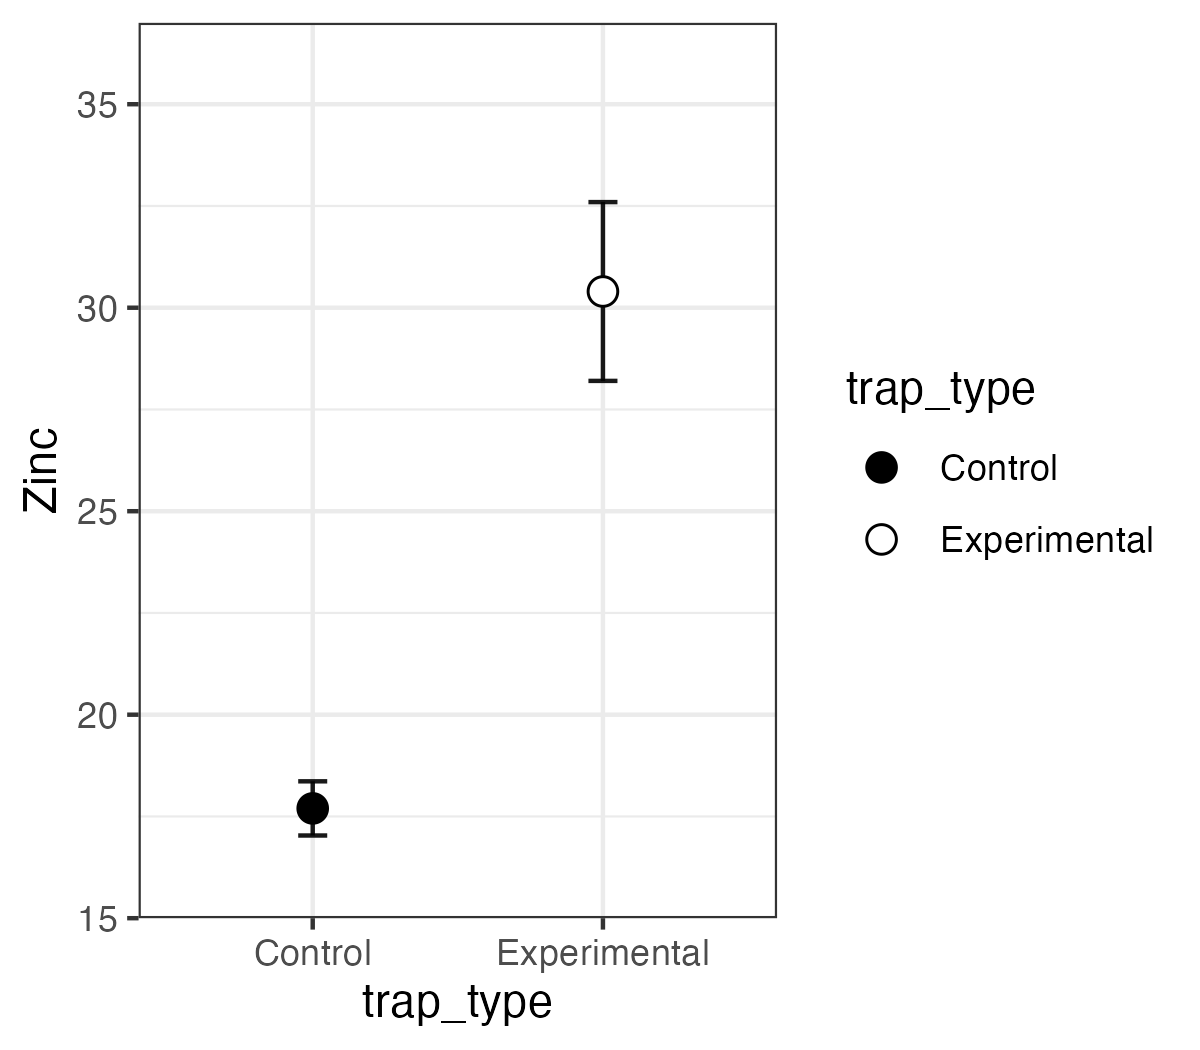 35
30
25
20
15
Zinc
Control Experimental
trap_type
trap_type
Control
Experimental